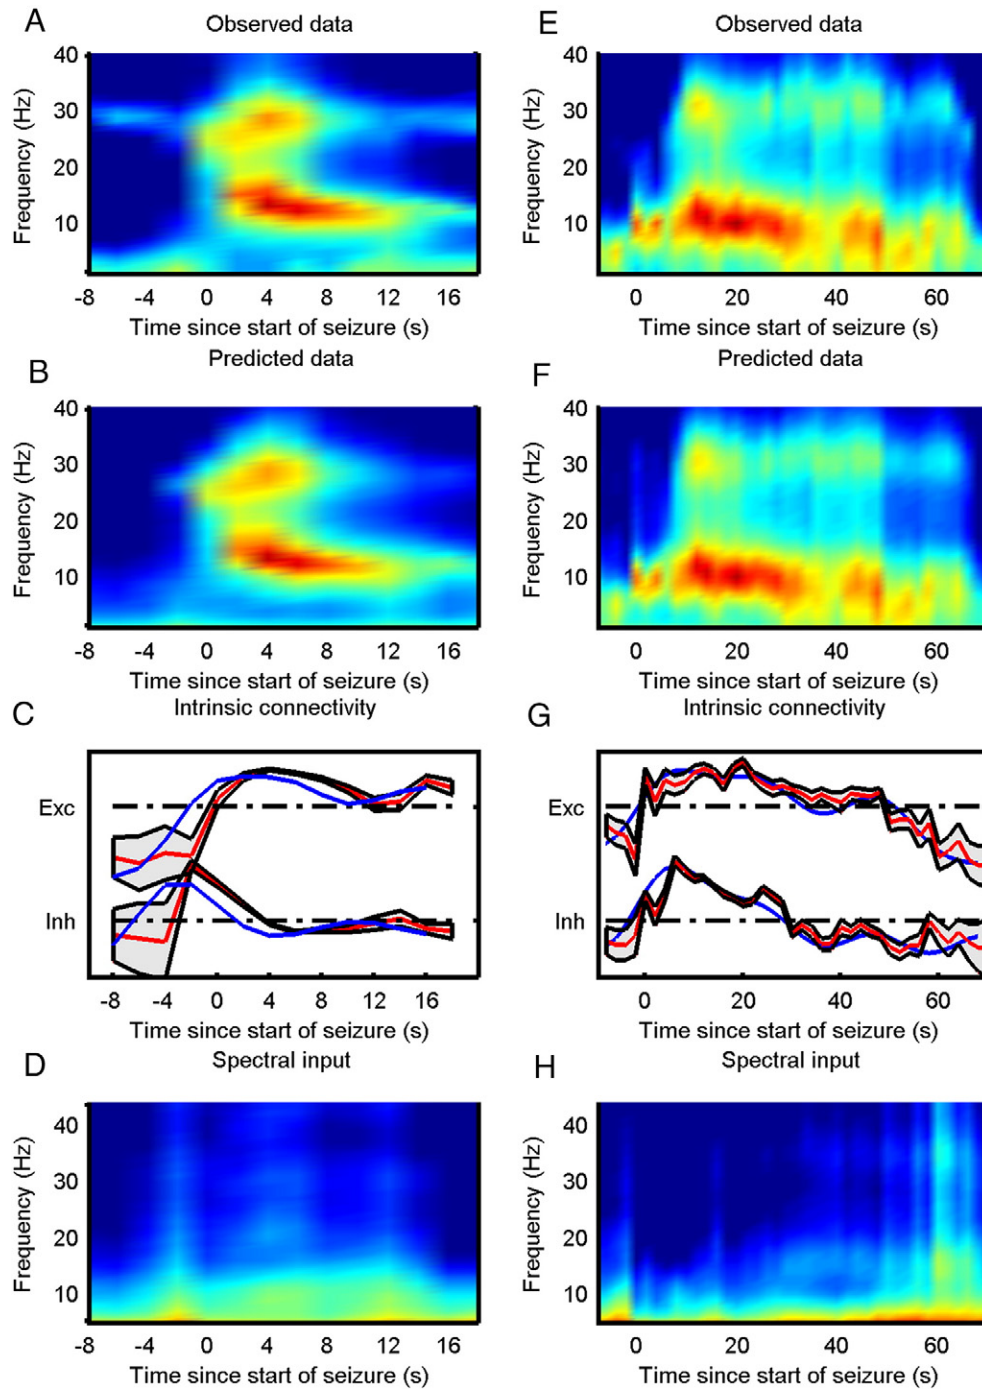 A
Observed data
Frequency (Hz)
40
30
20
10
-8 -4 0 4 8 12 16
Time since start of seizure (s)
B
Predicted data
Frequency (Hz)
40
30
20
10
-8 -4 0 4 8 12 16
Time since start of seizure (s)
C
Intrinsic connectivity
Exc
Inh
-8 -4 0 4 8 12 16
Time since start of seizure (s)
D
Spectral input
Frequency (Hz)
40
30
20
10
-8 -4 0 4 8 12 16
Time since start of seizure (s)
E
Observed data
Frequency (Hz)
40
30
20
10
0 20 40 60
Time since start of seizure (s)
F
Predicted data
Frequency (Hz)
40
30
20
10
0 20 40 60
Time since start of seizure (s)
G
Intrinsic connectivity
Exc
Inh
0 20 40 60
Time since start of seizure (s)
H
Spectral input
Frequency (Hz)
40
30
20
10
0 20 40 60
Time since start of seizure (s)